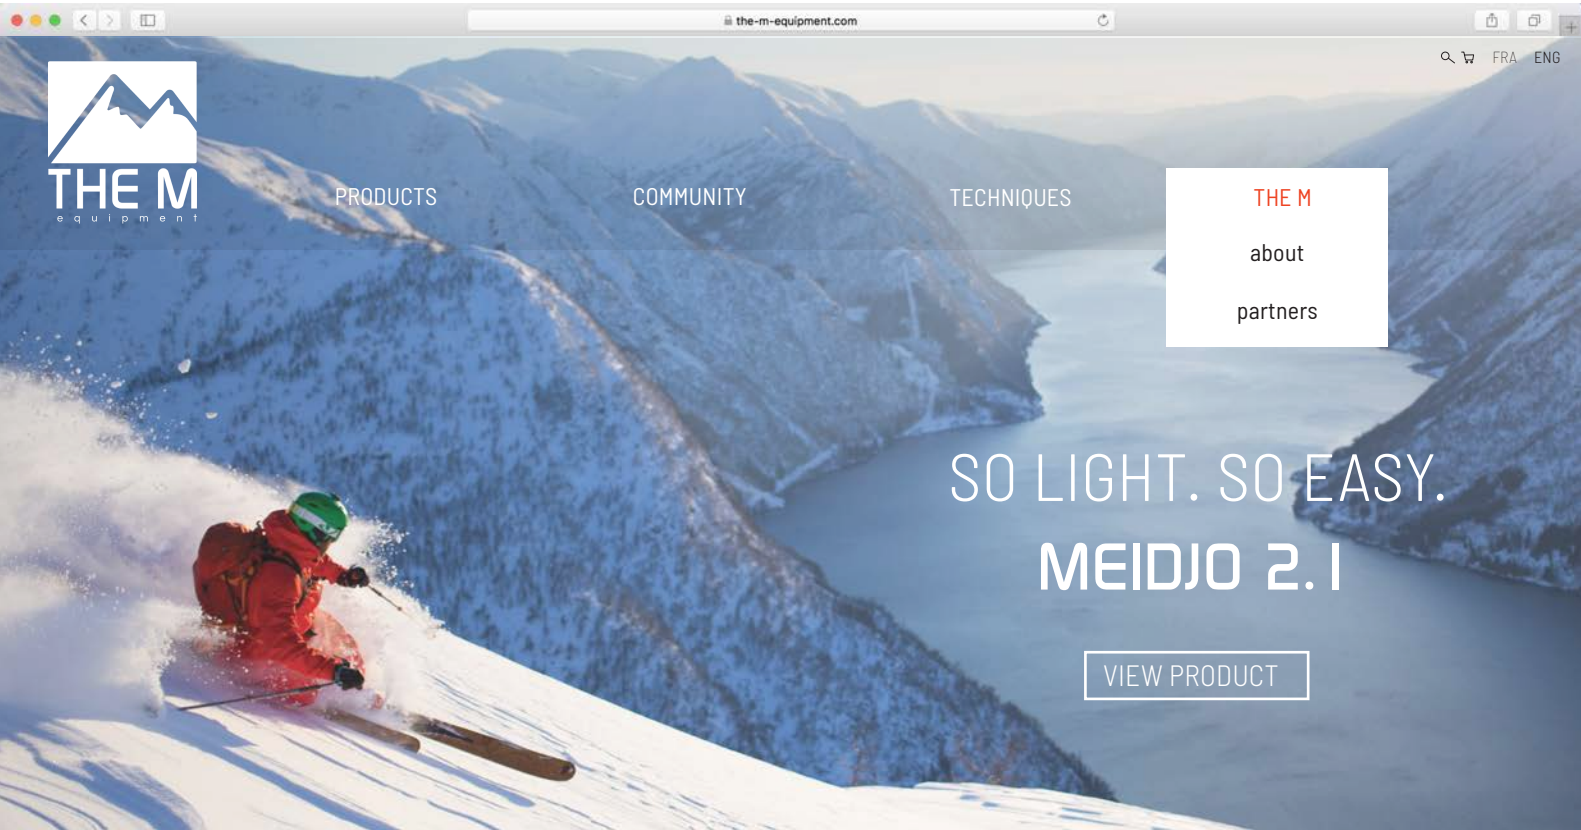 the-m-equipment.com
FRA ENG
THE M
equipment
PRODUCTS
COMMUNITY
TECHNIQUES
THE M
about
partners
SO LIGHT. SO EASY.
MEIDJO 2.1
VIEW PRODUCT